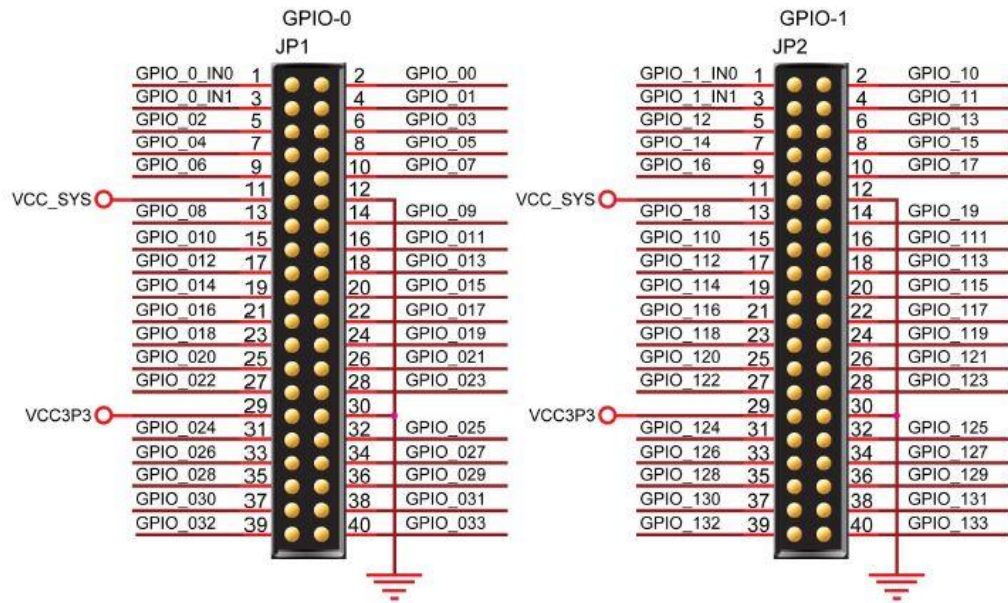 GPIO-0 GPIO-1
JP1 JP2
GPIO_0_IN0 1 2 GPIO_00 GPIO_1_IN0 1 2 GPIO_10
GPIO_0_IN1 3 4 GPIO_01 GPIO_1_IN1 3 4 GPIO_11
GPIO_02 5 6 GPIO_03 GPIO_12 5 6 GPIO_13
GPIO_04 7 8 GPIO_05 GPIO_14 7 8 GPIO_15
GPIO_06 9 10 GPIO_07 GPIO_16 9 10 GPIO_17
VCC_SYS 11 12 VCC_SYS 11 12
GPIO_08 13 14 GPIO_09 GPIO_18 13 14 GPIO_19
GPIO_010 15 16 GPIO_011 GPIO_110 15 16 GPIO_111
GPIO_012 17 18 GPIO_013 GPIO_112 17 18 GPIO_113
GPIO_014 19 20 GPIO_015 GPIO_114 19 20 GPIO_115
GPIO_016 21 22 GPIO_017 GPIO_116 21 22 GPIO_117
GPIO_018 23 24 GPIO_019 GPIO_118 23 24 GPIO_119
GPIO_020 25 26 GPIO_021 GPIO_120 25 26 GPIO_121
GPIO_022 27 28 GPIO_023 GPIO_122 27 28 GPIO_123
VCC3P3 29 30 VCC3P3 29 30
GPIO_024 31 32 GPIO_025 GPIO_124 31 32 GPIO_125
GPIO_026 33 34 GPIO_027 GPIO_126 33 34 GPIO_127
GPIO_028 35 36 GPIO_029 GPIO_128 35 36 GPIO_129
GPIO_030 37 38 GPIO_031 GPIO_130 37 38 GPIO_131
GPIO_032 39 40 GPIO_033 GPIO_132 39 40 GPIO_133